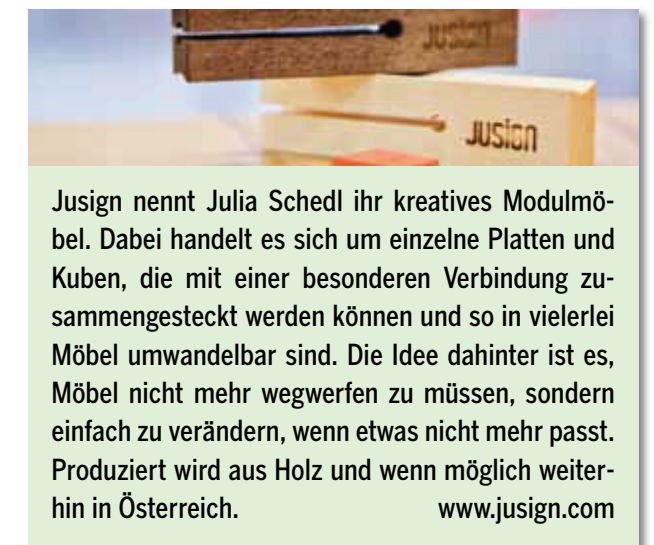 JUSIGN
JUSIGN
Jusign nennt Julia Schedl ihr kreatives Modulmö-
bel. Dabei handelt es sich um einzelne Platten und
Kuben, die mit einer besonderen Verbindung zu-
sammengesteckt werden können und so in vielerlei
Möbel umwandelbar sind. Die Idee dahinter ist es,
Möbel nicht mehr wegwerfen zu müssen, sondern
einfach zu verändern, wenn etwas nicht mehr passt.
Produziert wird aus Holz und wenn möglich weiter-
hin in Österreich. www.jusign.com